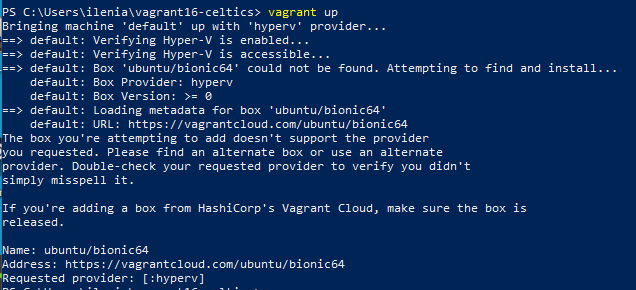 PS C:\Users\ilenia\vagrant16-celtics> vagrant up
Bringing machine 'default' up with 'hyperv' provider...
==> default: Verifying Hyper-V is enabled...
==> default: Verifying Hyper-V is accessible...
==> default: Box 'ubuntu/bionic64' could not be found. Attempting to find and install...
default: Box Provider: hyperv
default: Box Version: >= 0
==> default: Loading metadata for box 'ubuntu/bionic64'
default: URL: https://vagrantcloud.com/ubuntu/bionic64
The box you're attempting to add doesn't support the provider
you requested. Please find an alternate box or use an alternate
provider. Double-check your requested provider to verify you didn't
simply misspell it.
If you're adding a box from HashiCorp's Vagrant Cloud, make sure the box is
released.
Name: ubuntu/bionic64
Address: https://vagrantcloud.com/ubuntu/bionic64
Requested provider: [:hyperv]